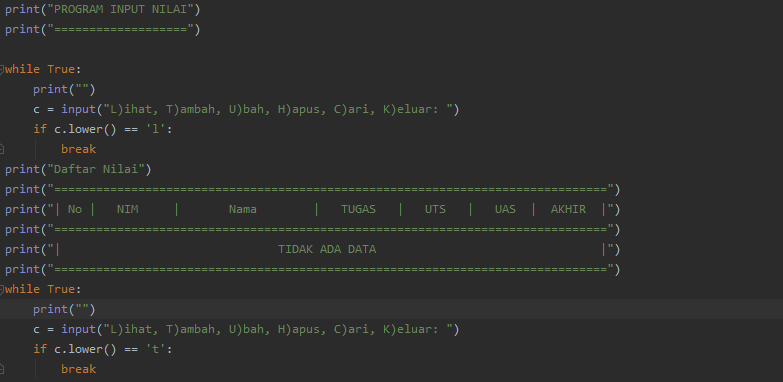 print("PROGRAM INPUT NILAI")
print("===================")
while True:
    print("")
    c = input("L)ihat, T)ambah, U)bah, H)apus, C)ari, K)eluar: ")
    if c.lower() == 'l':
        break
print("Daftar Nilai")
print("===============================================================================")
print("| No |   NIM     |       Nama        |   TUGAS   |   UTS   |   UAS  |  AKHIR  |")
print("===============================================================================")
print("|                               TIDAK ADA DATA                                |")
print("===============================================================================")
while True:
    print("")
    c = input("L)ihat, T)ambah, U)bah, H)apus, C)ari, K)eluar: ")
    if c.lower() == 't':
        break